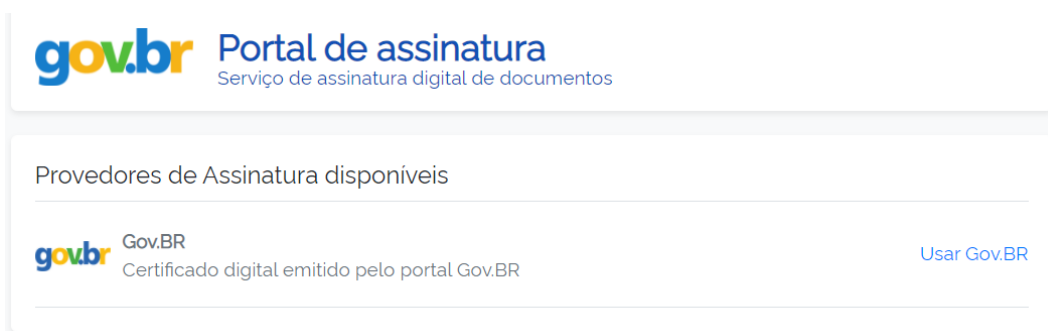 gov.br
Portal de assinatura
Serviço de assinatura digital de documentos
Provedores de Assinatura disponíveis
gov.br
Gov.BR
Certificado digital emitido pelo portal Gov.BR
Usar Gov.BR